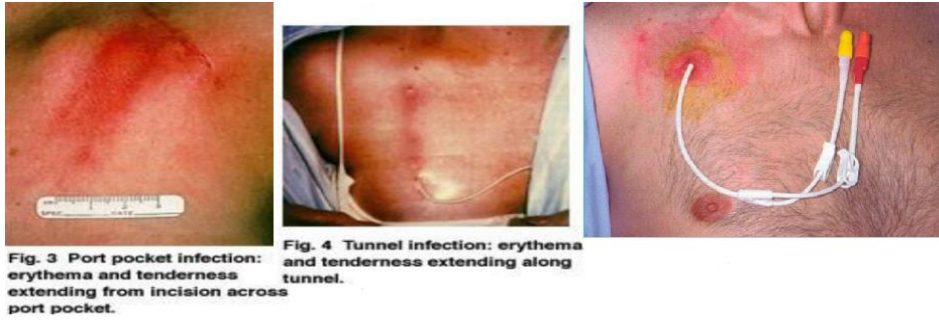 Fig. 3 Port pocket infection:
erythema and tenderness
extending from incision across
port pocket.
Fig. 4 Tunnel infection: erythema
and tenderness extending along
tunnel.